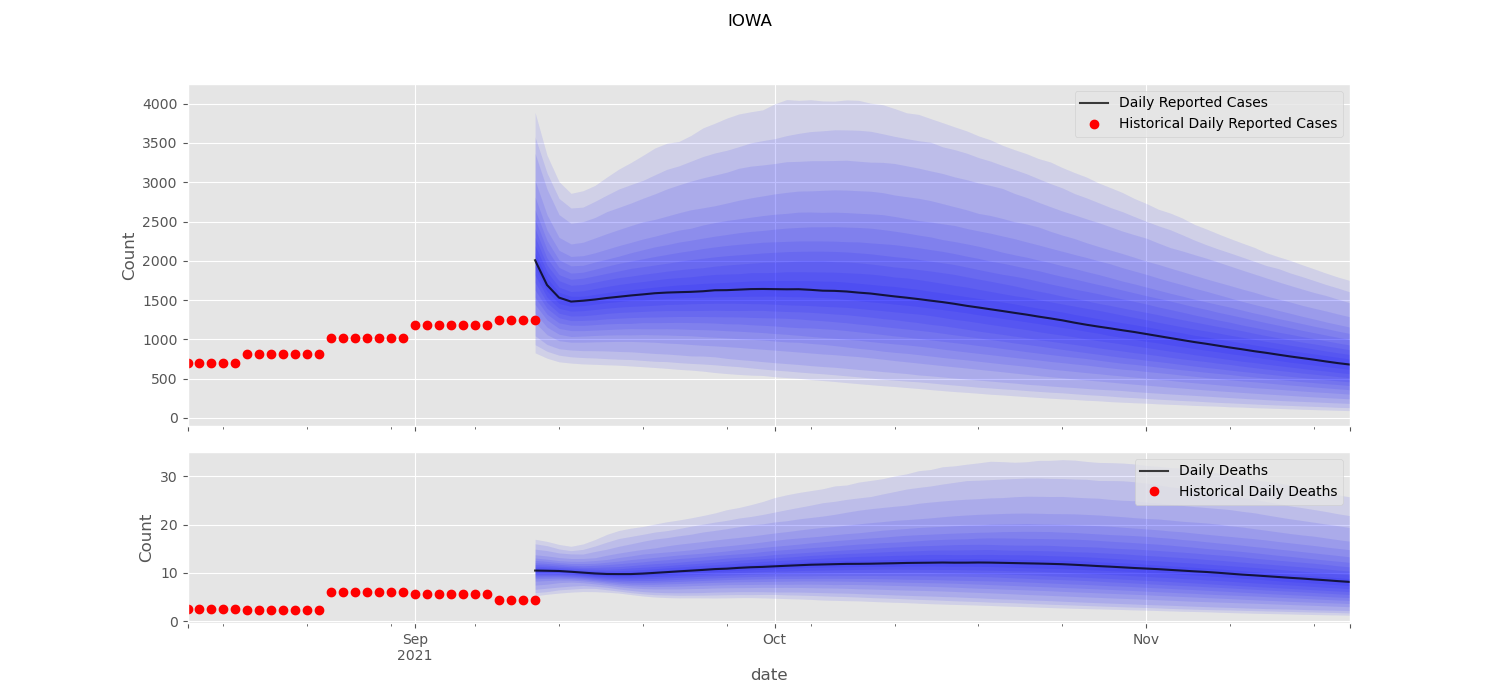 IOWA
4000
3500
3000
2500
2000
1500
1000
500
0
Count
Daily Reported Cases
Historical Daily Reported Cases
30
20
10
0
Count
Daily Deaths
Historical Daily Deaths
Sep
2021
Oct
Nov
date